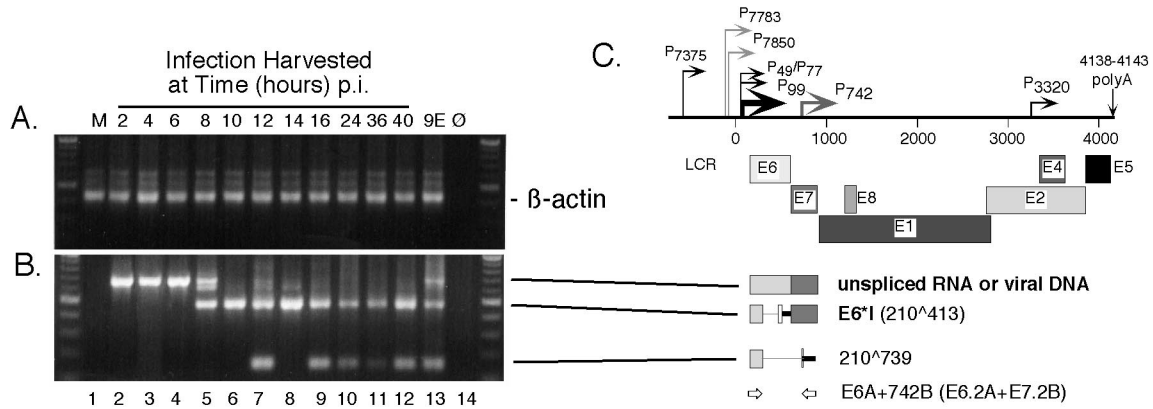 Infection Harvested
at Time (hours) p.i.
A.
M 2 4 6 8 10 12 14 16 24 36 40 9E Ø
- ß-actin
B.
1 2 3 4 5 6 7 8 9 10 11 12 13 14
C.
P7783
P7850
P7375
P49/P77
P99
P742
P3320
4138-4143
polyA
0 1000 2000 3000 4000
LCR
E6
E4
E5
E7
E8
E2
E1
unspliced RNA or viral DNA
E6*I (210^413)
210^739
E6A+742B (E6.2A+E7.2B)